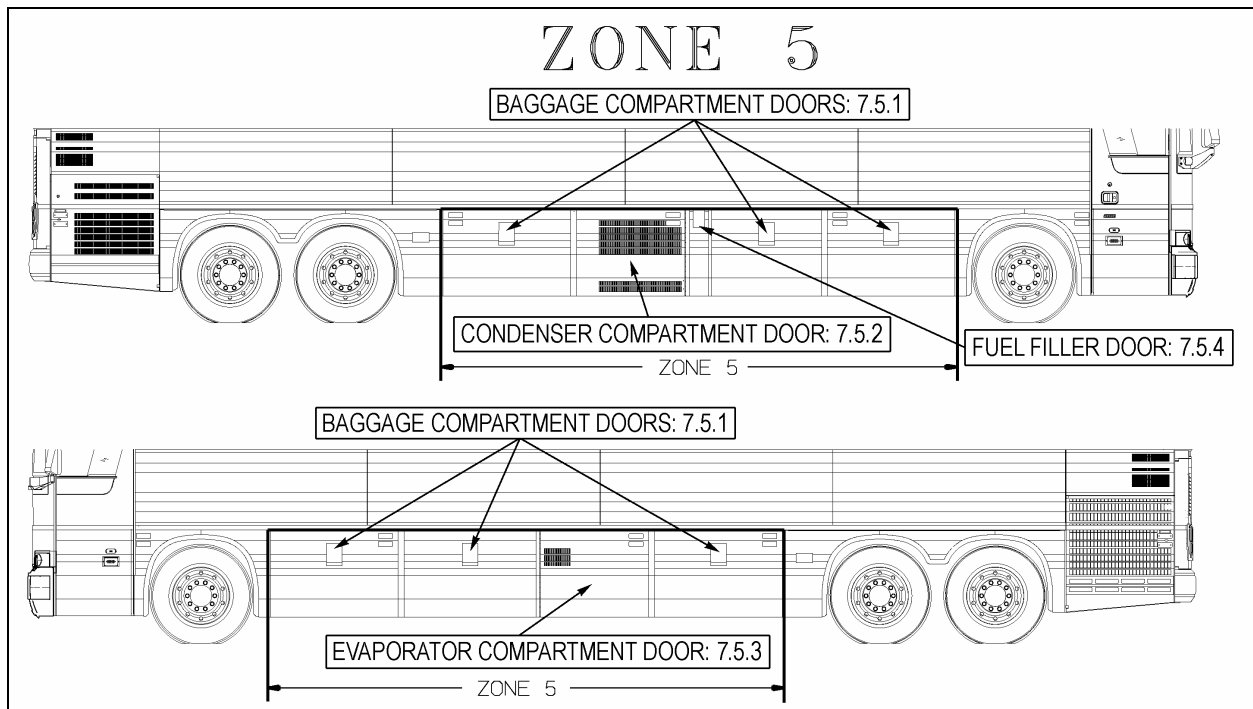 ZONE 5
BAGGAGE COMPARTMENT DOORS: 7.5.1
CONDENSER COMPARTMENT DOOR: 7.5.2
FUEL FILLER DOOR: 7.5.4
ZONE 5
BAGGAGE COMPARTMENT DOORS: 7.5.1
EVAPORATOR COMPARTMENT DOOR: 7.5.3
ZONE 5